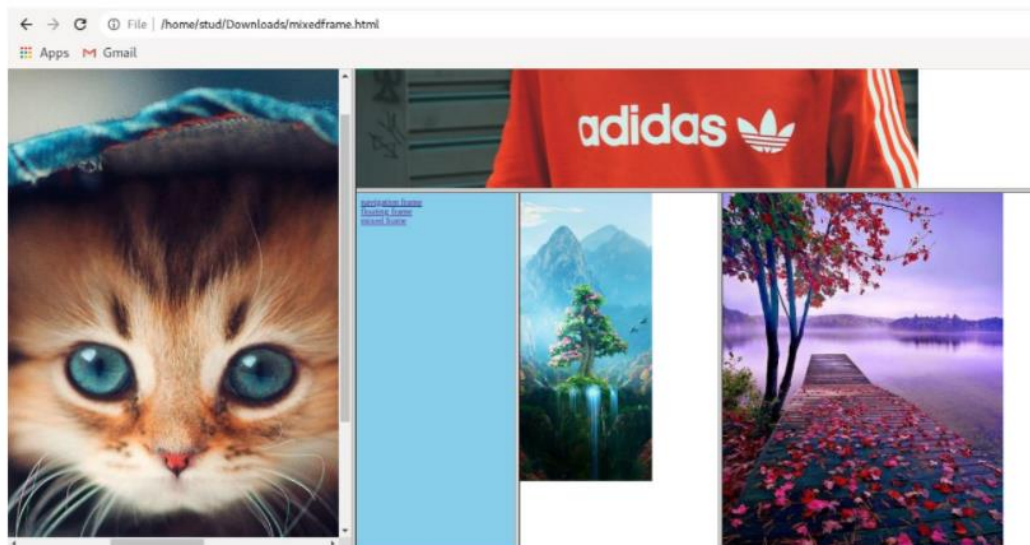 File | /home/stud/Downloads/mixedframe.html
Apps Gmail
adidas
navigation frame
floating frame
mixed frame